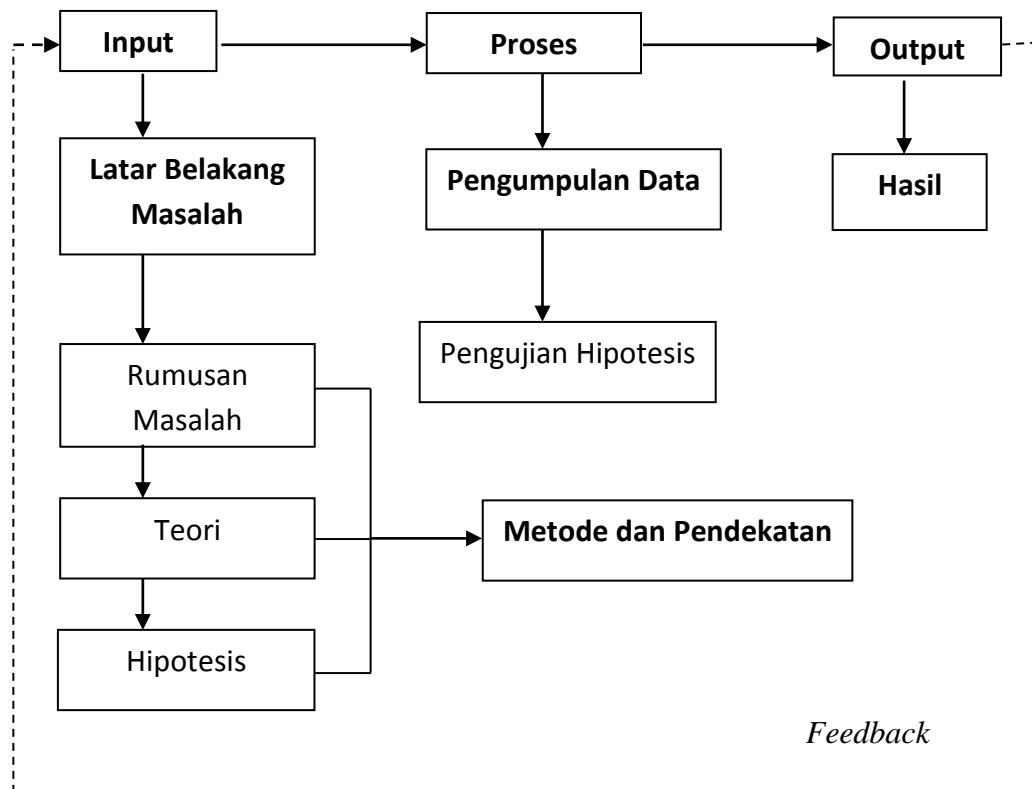 Input
Proses
Output
Latar Belakang
Masalah
Pengumpulan Data
Hasil
Rumusan
Masalah
Pengujian Hipotesis
Teori
Metode dan Pendekatan
Hipotesis
Feedback